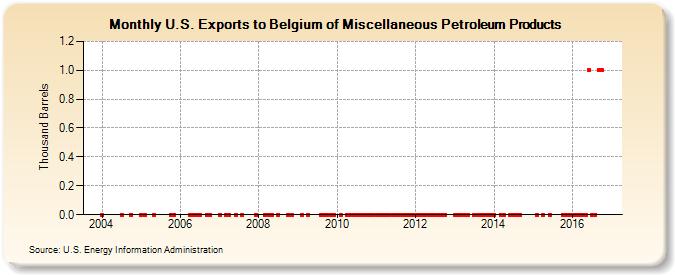 Monthly U.S. Exports to Belgium of Miscellaneous Petroleum Products
Thousand Barrels
1.2
1.0
0.8
0.6
0.4
0.2
0.0
2004 2006 2008 2010 2012 2014 2016
Source: U.S. Energy Information Administration